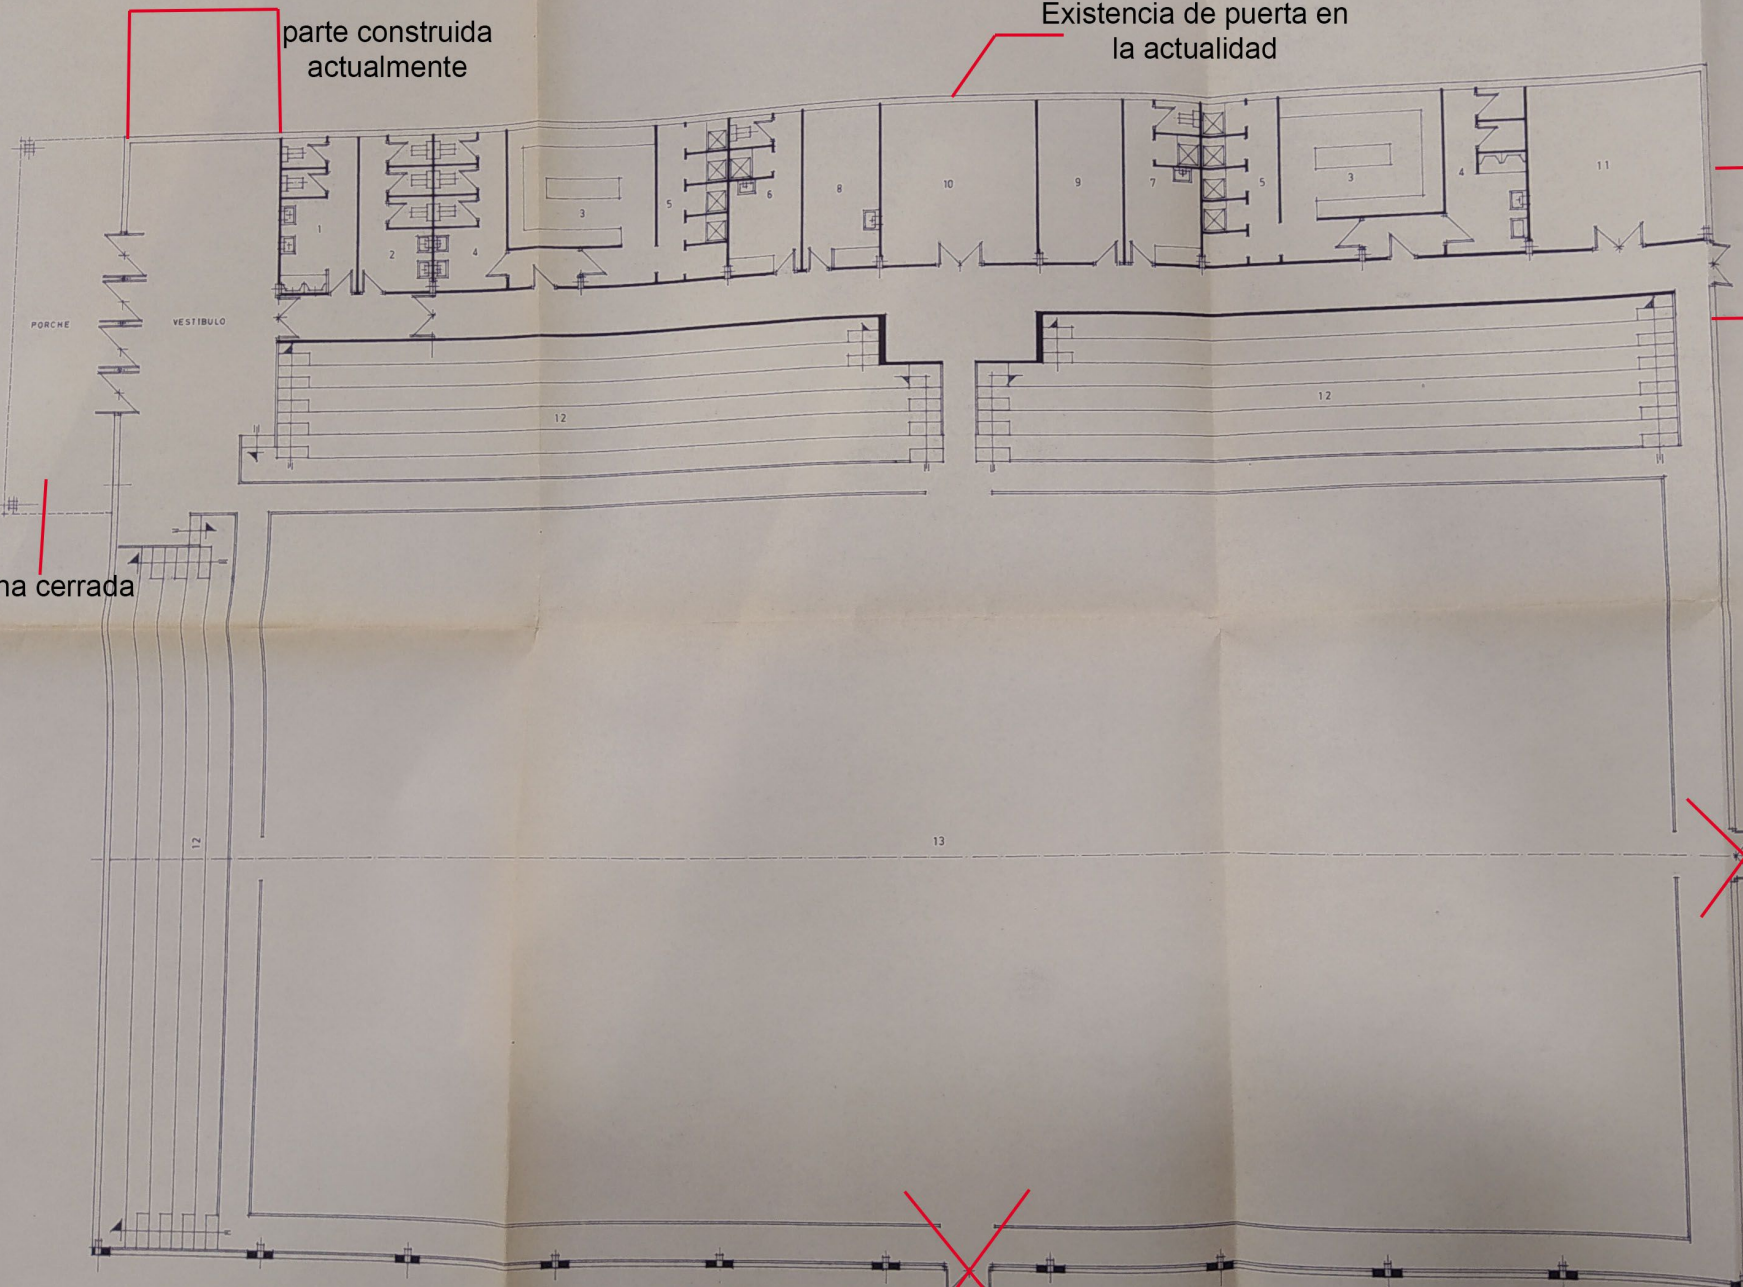 parte construida
actualmente
Existencia de puerta en
la actualidad
1
2
4
3
5
6
8
10
9
7
5
3
4
11
PORCHE
VESTIBULO
12
12
cerrada
12
13